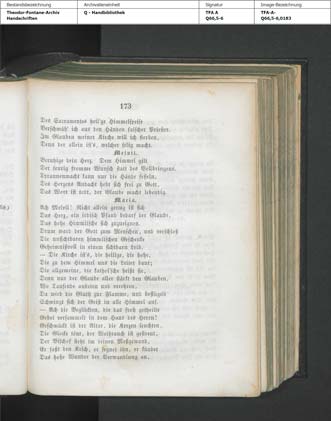 Bestandsbezeichnung
Archivalieneinheit
Signatur
Image-Bezeichnung
Theodor-Fontane-Archiv
Handschriften
Q - Handbibliothek
TFA A
Q66,5-6
TFA-A-
Q66,5-6,0183
173
Des Sacramentes heil'ge Himmelspeise
Verschmäh' ich aus den Händen falscher Priester.
Im Glauben meiner Kirche will ich sterben,
Denn der allein ist's, welcher selig macht.
Melvil.
Beruhige dein Herz. Dem Himmel gilt
Der feurig fromme Wunsch statt des Vollbringens.
Tyrannenmacht kann nur die Hände fesseln,
Des Herzens Andacht hebt sich frei zu Gott,
Das Wort ist todt, der Glaube macht lebendig.
Maria.
Ach Melvil! Nicht allein genug ist sich
Das Herz, ein irdisch Pfand bedarf der Glaube,
Das hohe Himmlische sich zuzueignen.
Drum ward der Gott zum Menschen, und verschloß
Die unsichtbaren himmlischen Geschenke
Geheimnißvoll in einem sichtbaren Leib.
— Die Kirche ist's, die heilige, die hohe,
Die zu dem Himmel uns die Leiter baut;
Die allgemeine, die kathol'sche heißt sie,
Denn nur der Glaube aller stärkt den Glauben,
Wo Tausende anbeten und verehren,
Da wird die Gluth zur Flamme, und beflügelt
Schwingt sich der Geist in alle Himmel auf.
— Ach die Beglückten, die das froh getheilte
Gebet versammelt in dem Haus des Herrn!
Geschmückt ist der Altar, die Kerzen leuchten,
Die Glocke tönt, der Weihrauch ist gestreut,
Der Bischof steht im reinen Meßgewand,
Er faßt den Kelch, er segnet ihn, er kündet
Das hohe Wunder der Verwandlung an,